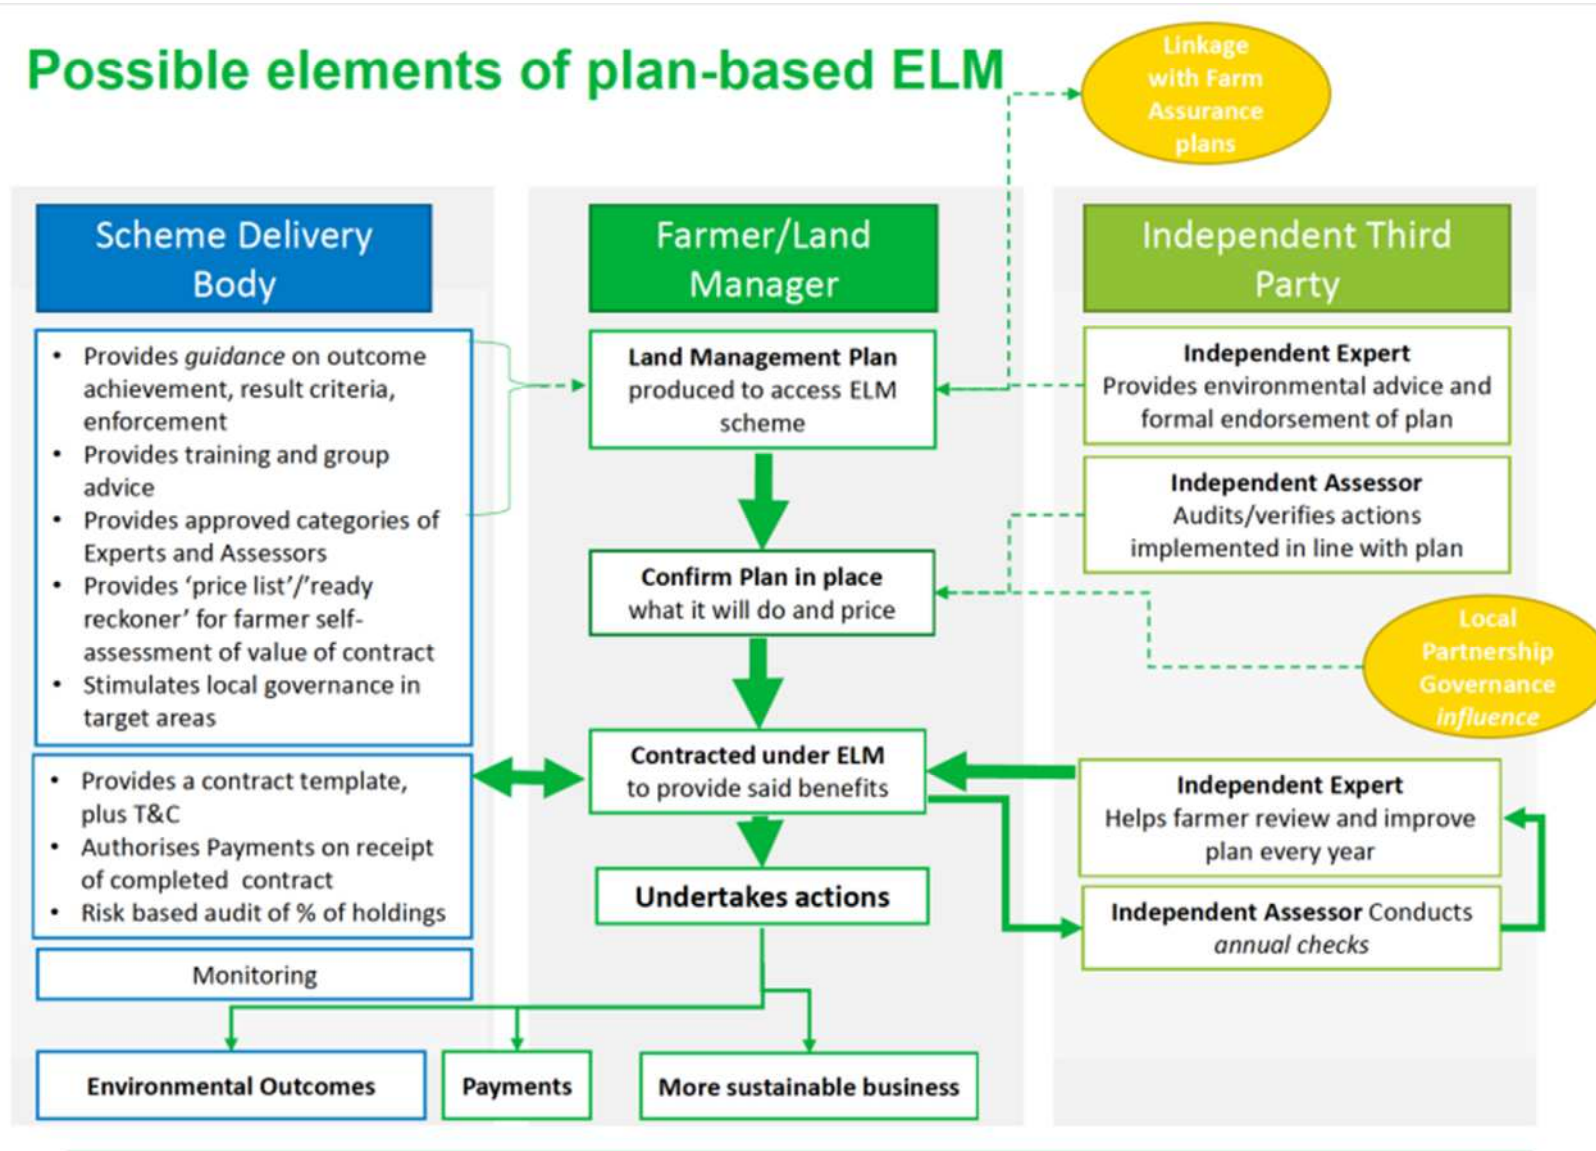 Possible elements of plan-based ELM
Linkage
with Farm
Assurance
plans
Scheme Delivery
Body
• Provides guidance on outcome
achievement, result criteria,
enforcement
• Provides training and group
advice
• Provides approved categories of
Experts and Assessors
• Provides ‘price list’/’ready
reckoner’ for farmer self-
assessment of value of contract
• Stimulates local governance in
target areas
• Provides a contract template,
plus T&C
• Authorises Payments on receipt
of completed contract
• Risk based audit of % of holdings
Monitoring
Environmental Outcomes
Farmer/Land
Manager
Land Management Plan
produced to access ELM
scheme
Confirm Plan in place
what it will do and price
Contracted under ELM
to provide said benefits
Undertakes actions
Payments
More sustainable business
Independent Third
Party
Independent Expert
Provides environmental advice and
formal endorsement of plan
Independent Assessor
Audits/verifies actions
implemented in line with plan
Local
Partnership
Governance
influence
Independent Expert
Helps farmer review and improve
plan every year
Independent Assessor Conducts
annual checks